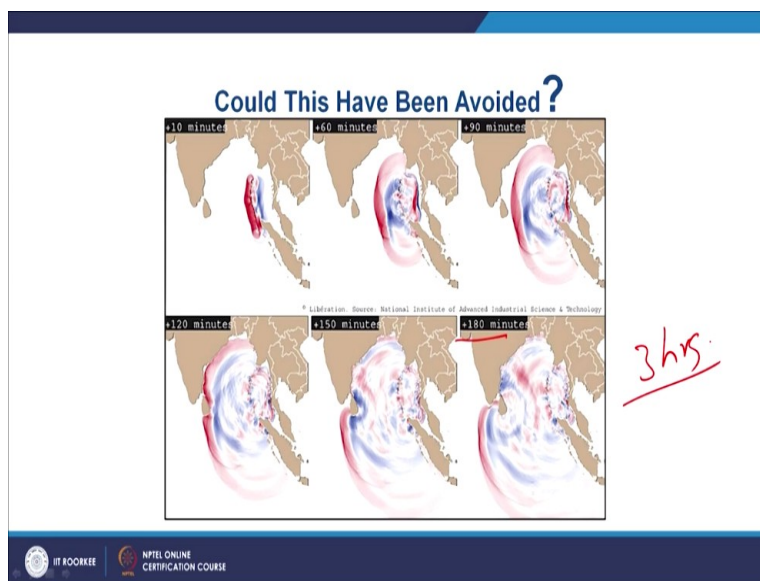 Could This Have Been Avoided?
+10 minutes
+60 minutes
+90 minutes
© Libération. Source: National Institute of Advanced Industrial Science & Technology
+120 minutes
+150 minutes
+180 minutes
3 hrs.
IIT ROORKEE
NPTEL ONLINE
CERTIFICATION COURSE